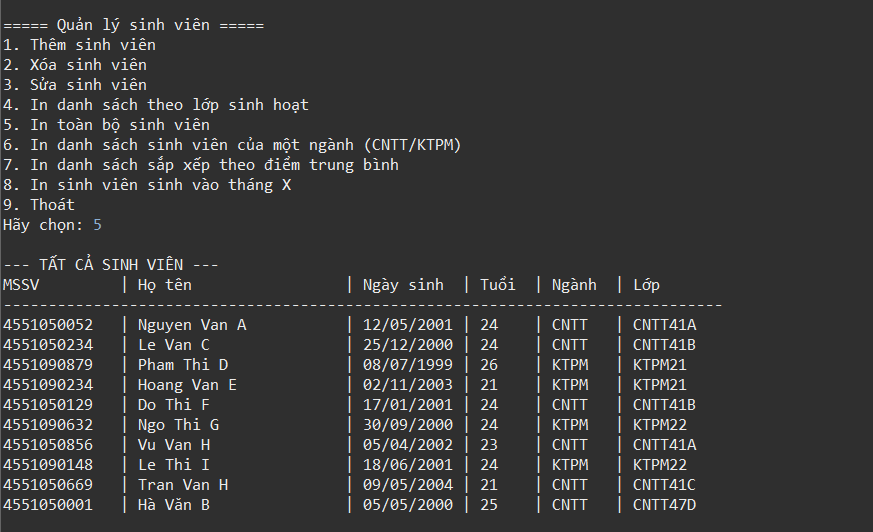 ===== Quản lý sinh viên =====
1. Thêm sinh viên
2. Xóa sinh viên
3. Sửa sinh viên
4. In danh sách theo lớp sinh hoạt
5. In toàn bộ sinh viên
6. In danh sách sinh viên của một ngành (CNTT/KTPM)
7. In danh sách sắp xếp theo điểm trung bình
8. In sinh viên sinh vào tháng X
9. Thoát
Hãy chọn: 5
--- TẤT CẢ SINH VIÊN ---
MSSV         | Họ tên                 | Ngày sinh  | Tuổi  | Ngành  | Lớp
--------------------------------------------------------------------------------
4551050052   | Nguyen Van A           | 12/05/2001 | 24    | CNTT   | CNTT41A
4551050234   | Le Van C               | 25/12/2000 | 24    | CNTT   | CNTT41B
4551090879   | Pham Thi D             | 08/07/1999 | 26    | KTPM   | KTPM21
4551090234   | Hoang Van E            | 02/11/2003 | 21    | KTPM   | KTPM21
4551050129   | Do Thi F               | 17/01/2001 | 24    | CNTT   | CNTT41B
4551090632   | Ngo Thi G              | 30/09/2000 | 24    | KTPM   | KTPM22
4551050856   | Vu Van H               | 05/04/2002 | 23    | CNTT   | CNTT41A
4551090148   | Le Thi I               | 18/06/2001 | 24    | KTPM   | KTPM22
4551050669   | Tran Van H             | 09/05/2004 | 21    | CNTT   | CNTT41C
4551050001   | Hà Văn B               | 05/05/2000 | 25    | CNTT   | CNTT47D